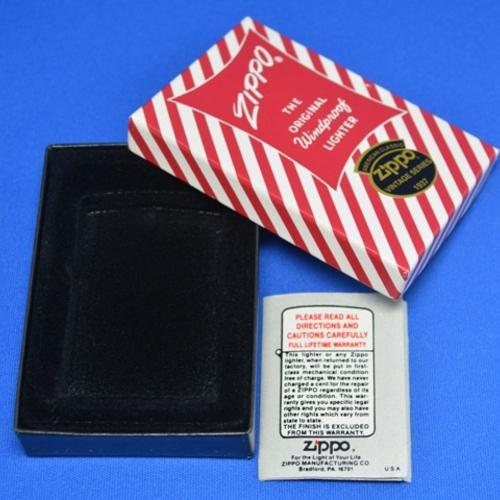 Zippo
THE
ORIGINAL
Windproof
LIGHTER
AMERICAN CLASSIC
Zippo
VINTAGE SERIES
1937
PLEASE READ ALL
DIRECTIONS AND
CAUTIONS CAREFULLY
FULL LIFETIME WARRANTY
This lighter or any Zippo
lighter, when returned to our
factory, will be put in first-
class mechanical condition
free of charge. We have never
charged a cent for the repair
of a ZIPPO regardless of its
age or condition. This war-
ranty gives you specific legal
rights and you may also have
other rights which vary from
state to state.
THE FINISH IS EXCLUDED
FROM THIS WARRANTY.
Zippo
For the Light of Your Life
ZIPPO MANUFACTURING CO.
Bradford, PA. 16701
U.S.A